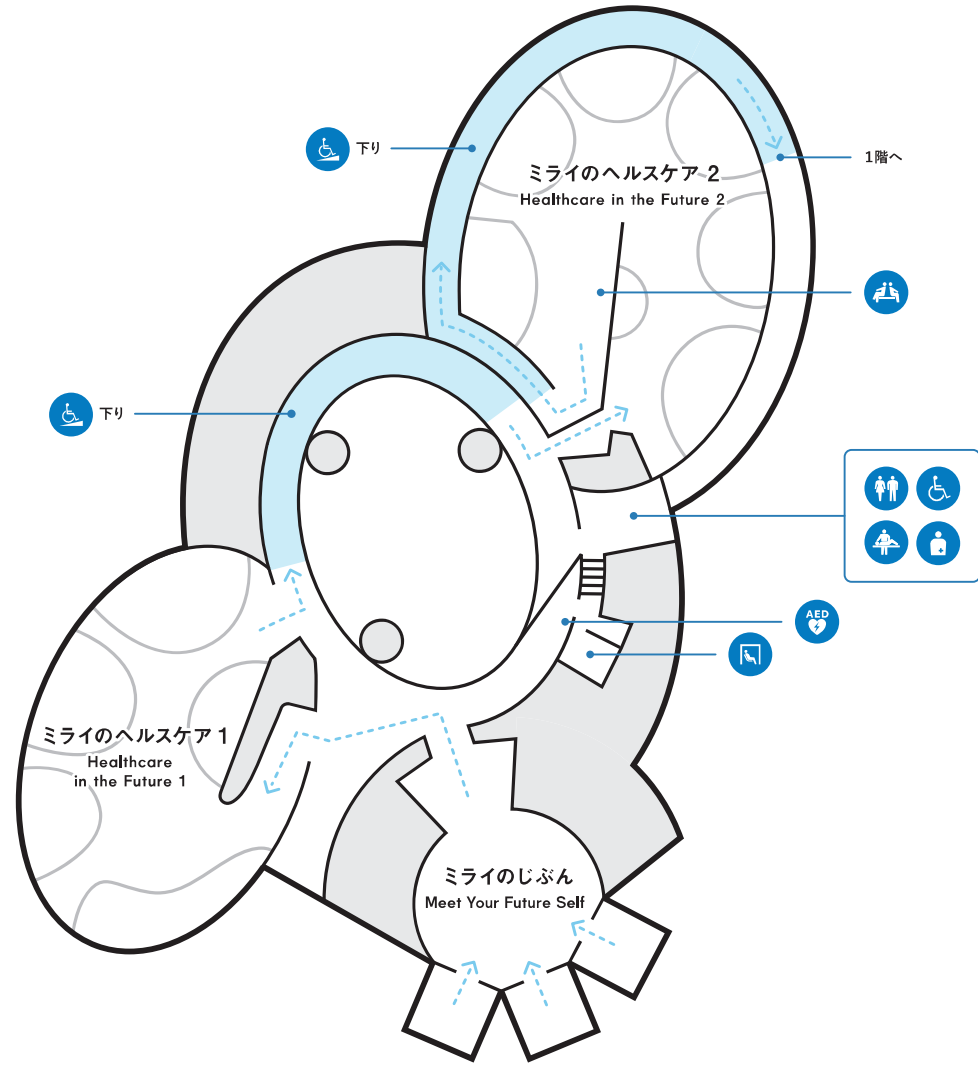 下り
1階へ
ミライのヘルスケア 2
Healthcare in the Future 2
下り
AED
ミライのヘルスケア 1
Healthcare
in the Future 1
ミライのじぶん
Meet Your Future Self